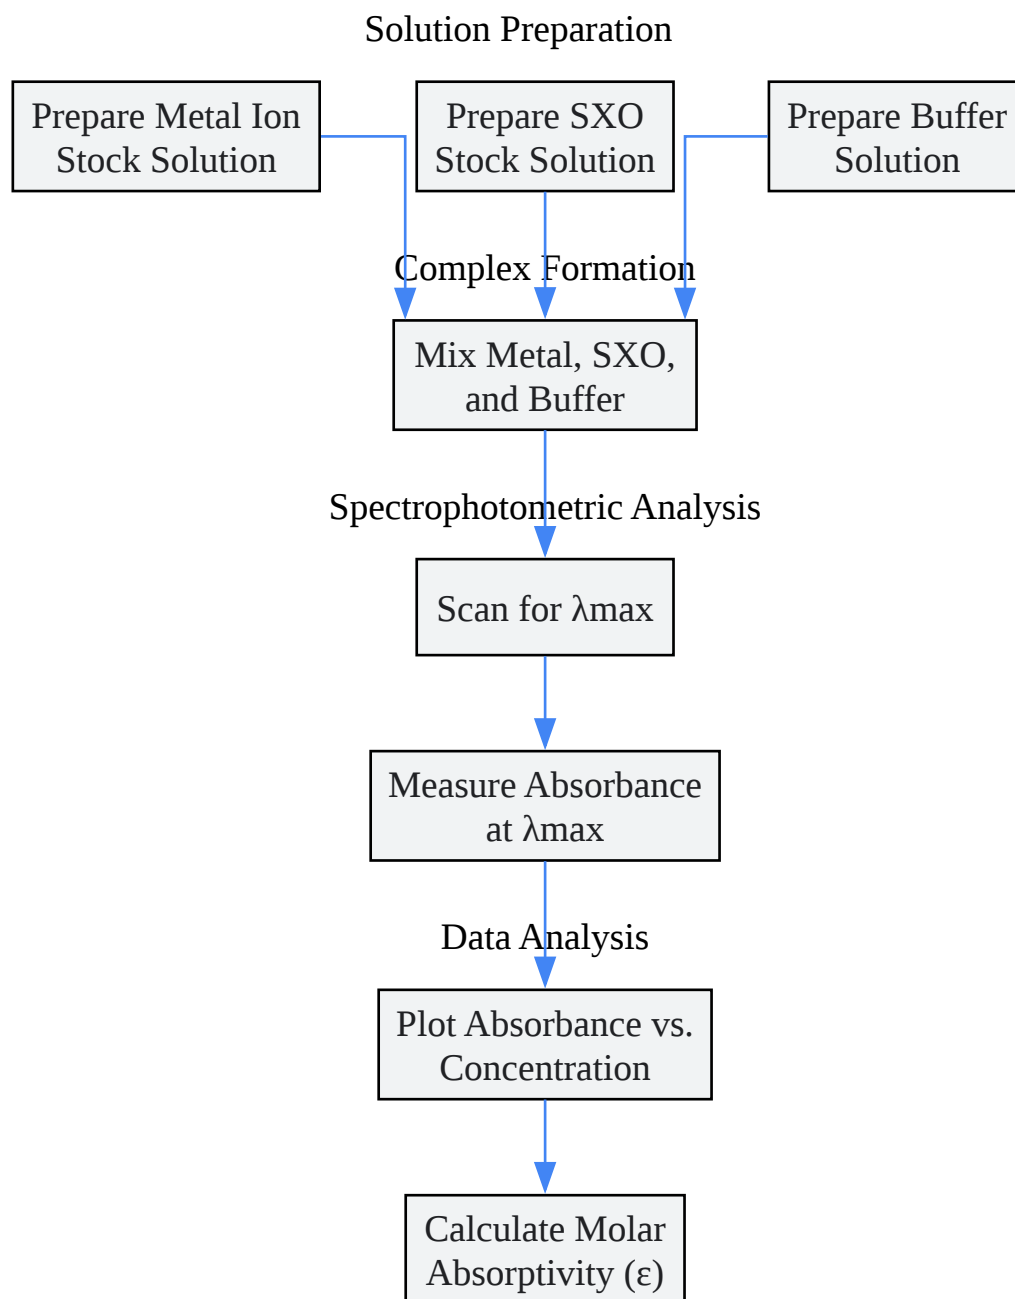 Solution Preparation
Prepare Metal Ion
Stock Solution
Prepare SXO
Stock Solution
Prepare Buffer
Solution
Complex Formation
Mix Metal, SXO,
and Buffer
Spectrophotometric Analysis
Scan for λmax
Measure Absorbance
at λmax
Data Analysis
Plot Absorbance vs.
Concentration
Calculate Molar
Absorptivity (ε)